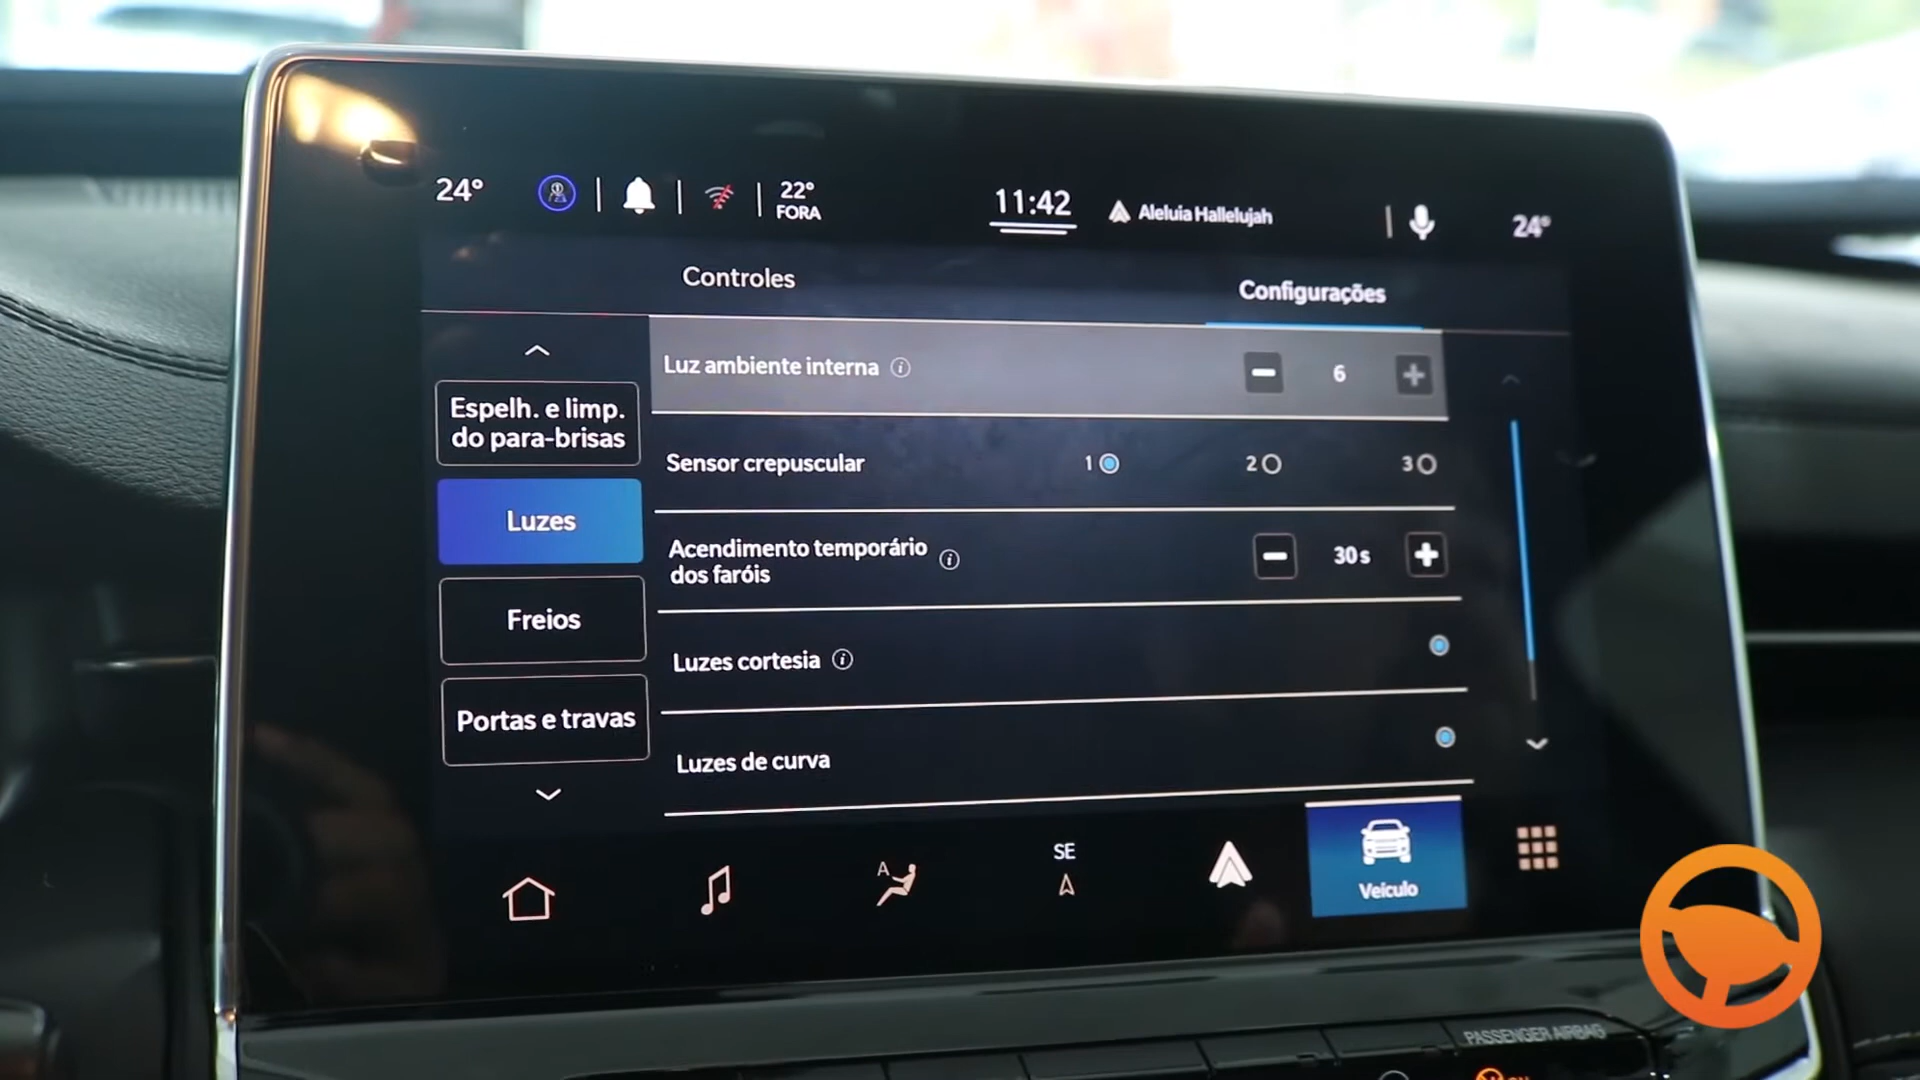 24°
22°
FORA
11:42
Aleluia Hallelujah
24°
Controles
Configurações
Espelh. e limp.
do para-brisas
Luzes
Freios
Portas e travas
Luz ambiente interna
6
Sensor crepuscular
1
2
3
Acendimento temporário
dos faróis
30 s
Luzes cortesia
Luzes de curva
A
SE
Veículo
PASSENGER AIRBAG